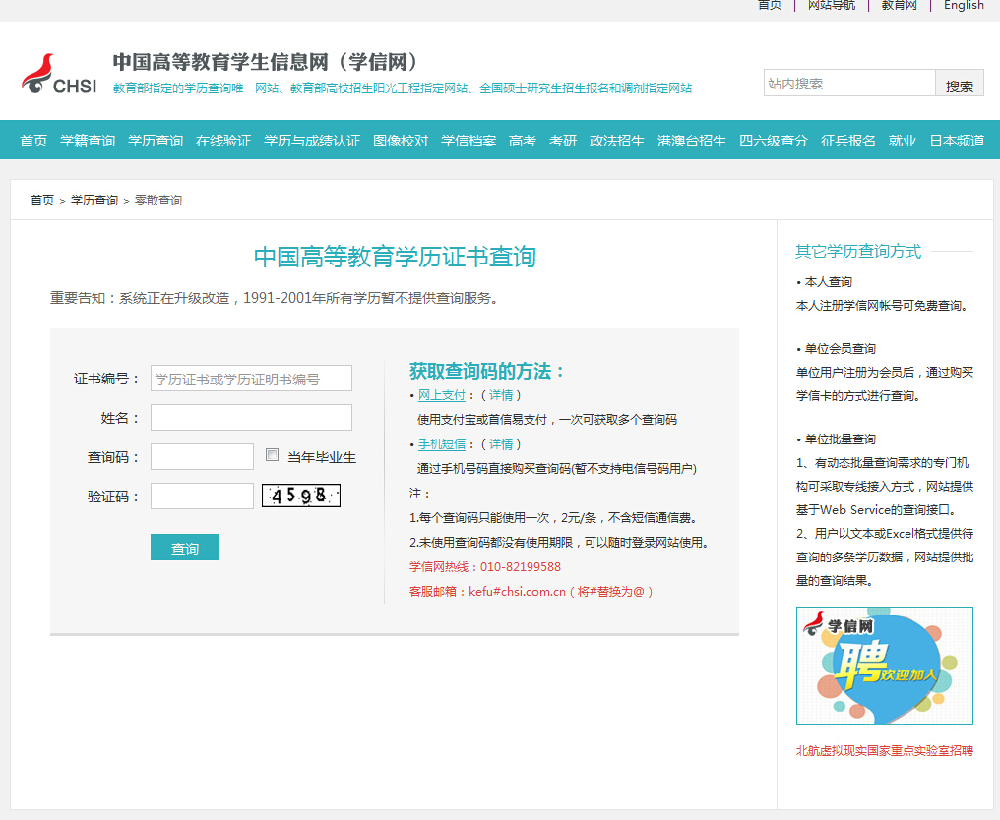 首页 | 网站导航 | 教育网 | English
CHSI
中国高等教育学生信息网（学信网）
教育部指定的学历查询唯一网站、教育部高校招生阳光工程指定网站、全国硕士研究生招生报名和调剂指定网站
站内搜索 搜索
首页 学籍查询 学历查询 在线验证 学历与成绩认证 图像校对 学信档案 高考 考研 政法招生 港澳台招生 四六级查分 征兵报名 就业 日本频道
首页 > 学历查询 > 零散查询
中国高等教育学历证书查询
重要告知：系统正在升级改造，1991-2001年所有学历暂不提供查询服务。
证书编号： 学历证书或学历证明书编号
姓名：
查询码： 当年毕业生
验证码： 4598
查询
获取查询码的方法：
• 网上支付：（详情）
使用支付宝或首信易支付，一次可获取多个查询码
• 手机短信：（详情）
通过手机号码直接购买查询码(暂不支持电信号码用户)
注：
1.每个查询码只能使用一次，2元/条，不含短信通信费。
2.未使用查询码都没有使用期限，可以随时登录网站使用。
学信网热线：010-82199588
客服邮箱：kefu#chsi.com.cn（将#替换为@）
其它学历查询方式
• 本人查询
本人注册学信网帐号可免费查询。
• 单位会员查询
单位用户注册为会员后，通过购买
学信卡的方式进行查询。
• 单位批量查询
1、有动态批量查询需求的专门机
构可采取专线接入方式，网站提供
基于Web Service的查询接口。
2、用户以文本或Excel格式提供待
查询的多条学历数据，网站提供批
量的查询结果。
学信网
聘欢迎加入
北航虚拟现实国家重点实验室招聘